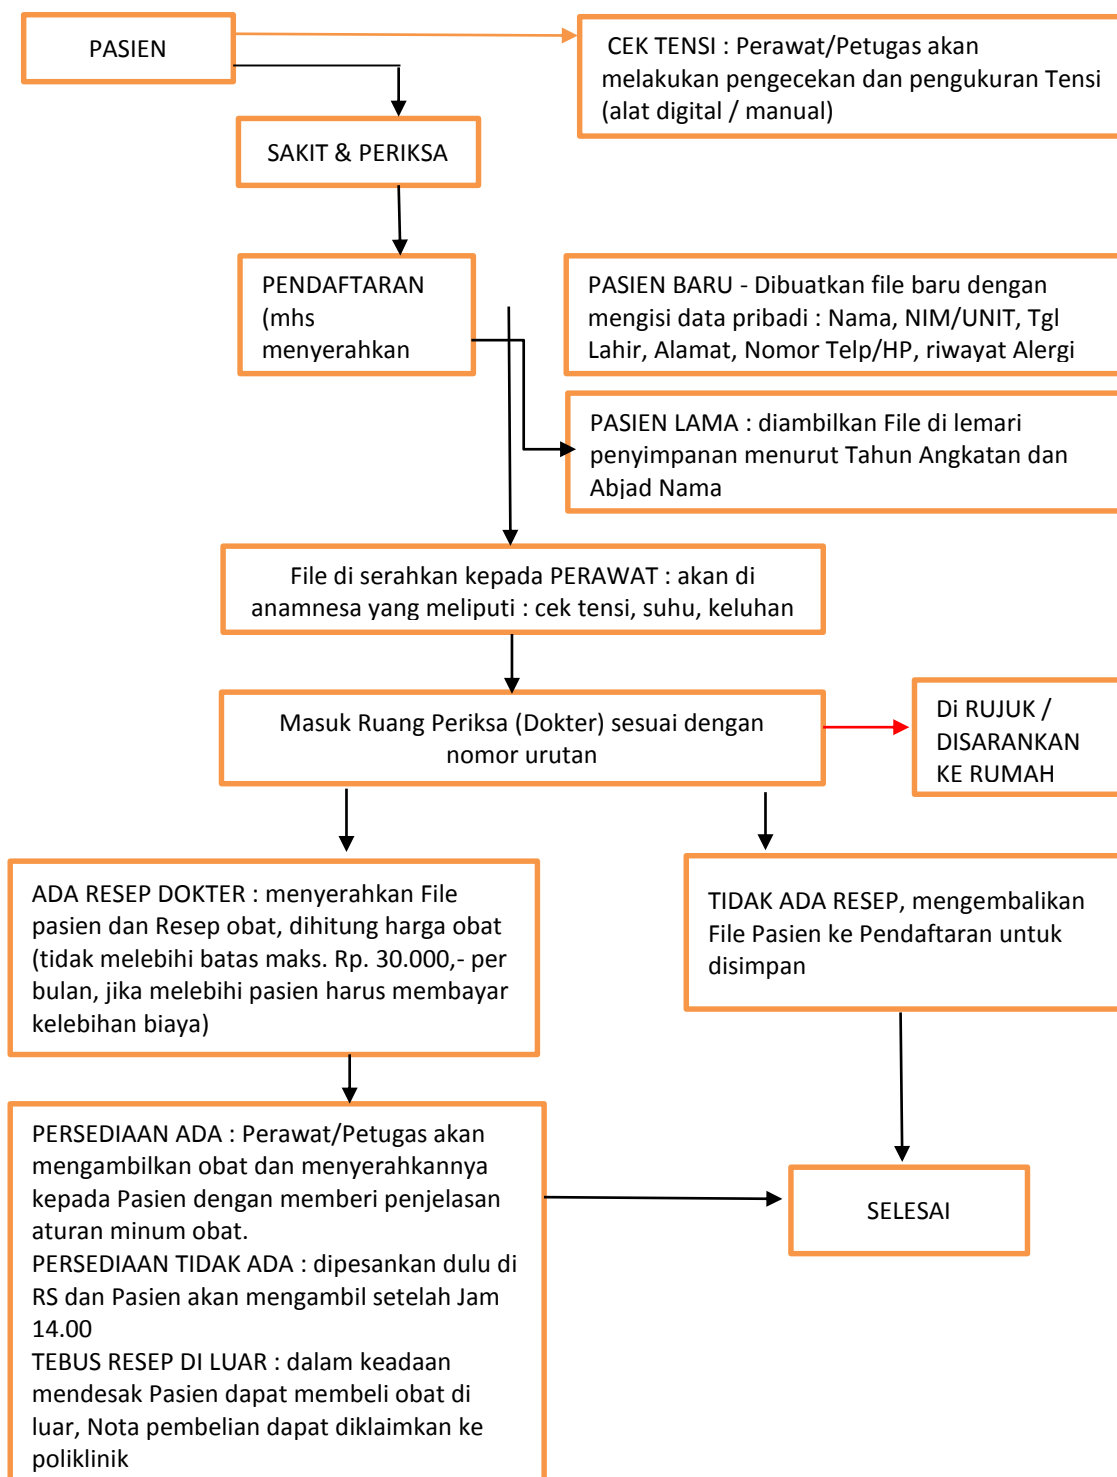 PASIEN
CEK TENSI : Perawat/Petugas akan
melakukan pengecekan dan pengukuran Tensi
(alat digital / manual)
SAKIT & PERIKSA
PENDAFTARAN
(mhs
menyerahkan
PASIEN BARU - Dibuatkan file baru dengan
mengisi data pribadi : Nama, NIM/UNIT, Tgl
Lahir, Alamat, Nomor Telp/HP, riwayat Alergi
PASIEN LAMA : diambilkan File di lemari
penyimpanan menurut Tahun Angkatan dan
Abjad Nama
File di serahkan kepada PERAWAT : akan di
anamnesa yang meliputi : cek tensi, suhu, keluhan
Masuk Ruang Periksa (Dokter) sesuai dengan
nomor urutan
Di RUJUK /
DISARANKAN
KE RUMAH
ADA RESEP DOKTER : menyerahkan File
pasien dan Resep obat, dihitung harga obat
(tidak melebihi batas maks. Rp. 30.000,- per
bulan, jika melebihi pasien harus membayar
kelebihan biaya)
TIDAK ADA RESEP, mengembalikan
File Pasien ke Pendaftaran untuk
disimpan
PERSEDIAAN ADA : Perawat/Petugas akan
mengambilkan obat dan menyerahkannya
kepada Pasien dengan memberi penjelasan
aturan minum obat.
PERSEDIAAN TIDAK ADA : dipesankan dulu di
RS dan Pasien akan mengambil setelah Jam
14.00
TEBUS RESEP DI LUAR : dalam keadaan
mendesak Pasien dapat membeli obat di
luar, Nota pembelian dapat diklaimkan ke
poliklinik
SELESAI